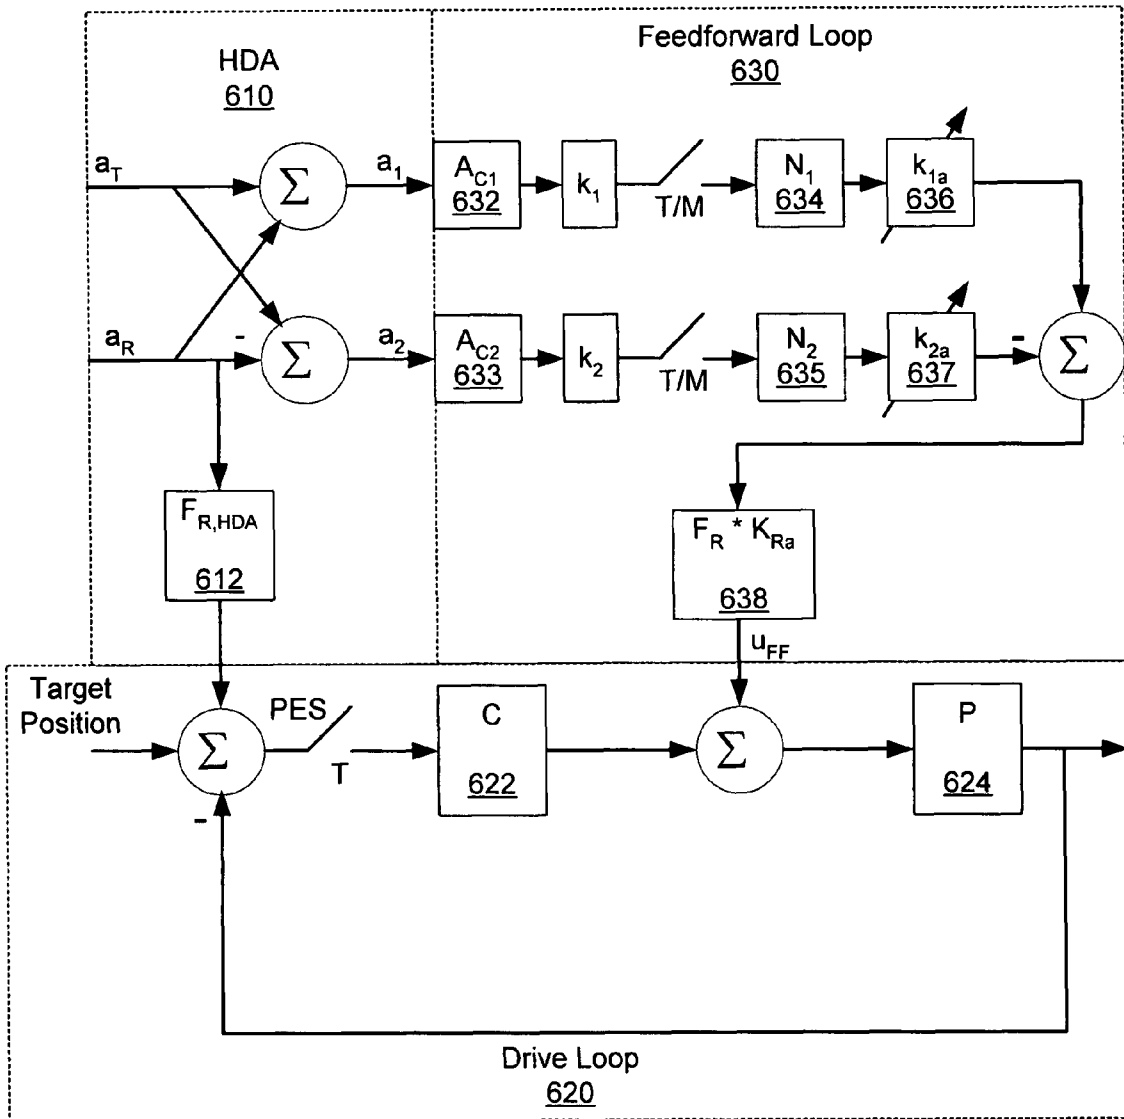 HDA
610
Feedforward Loop
630
a_T
a_1
A_C1
632
k_1
T/M
N_1
634
k_1a
636
Σ
a_R
-
a_2
A_C2
633
k_2
T/M
N_2
635
k_2a
637
-
Σ
Σ
F_R,HDA
612
F_R * K_Ra
638
u_FF
Target
Position
Σ
-
PES
T
C
622
Σ
P
624
Drive Loop
620